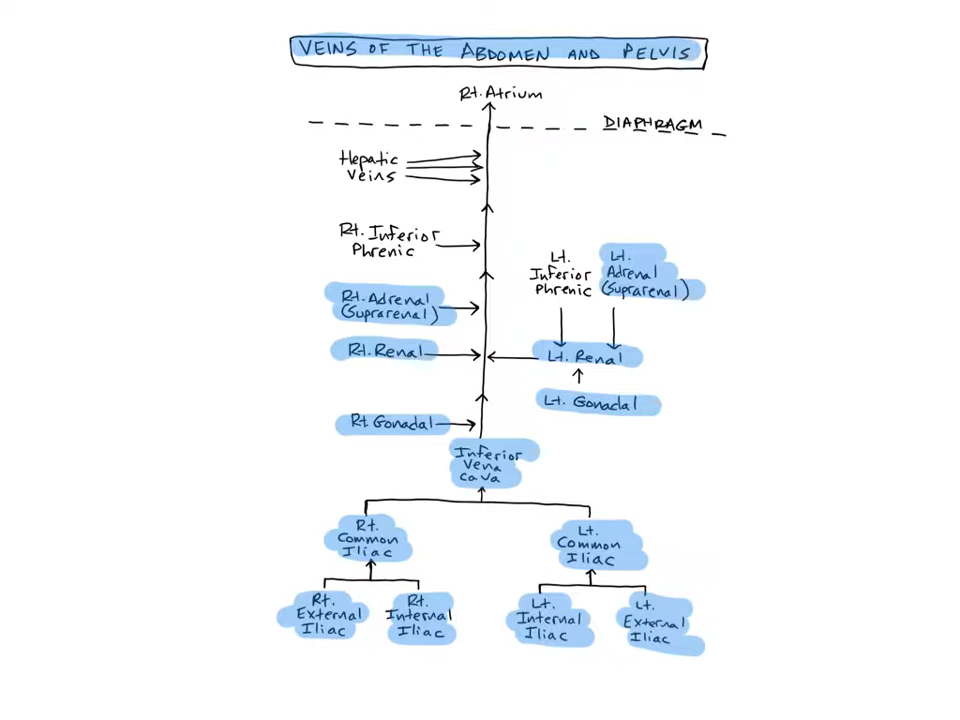 VEINS OF THE ABDOMEN AND PELVIS
Rt. Atrium
DIAPHRAGM
Hepatic
Veins
Rt. Inferior
Phrenic
Lt.
Inferior
Phrenic
Lt.
Adrenal
(Suprarenal)
Rt. Adrenal
(Suprarenal)
Rt. Renal
Lt. Renal
Lt. Gonadal
Rt Gonadal
Inferior
Vena
Cava
Rt.
Common
Iliac
Lt.
Common
Iliac
Rt.
External
Iliac
Rt.
Internal
Iliac
Lt.
Internal
Iliac
Lt.
External
Iliac